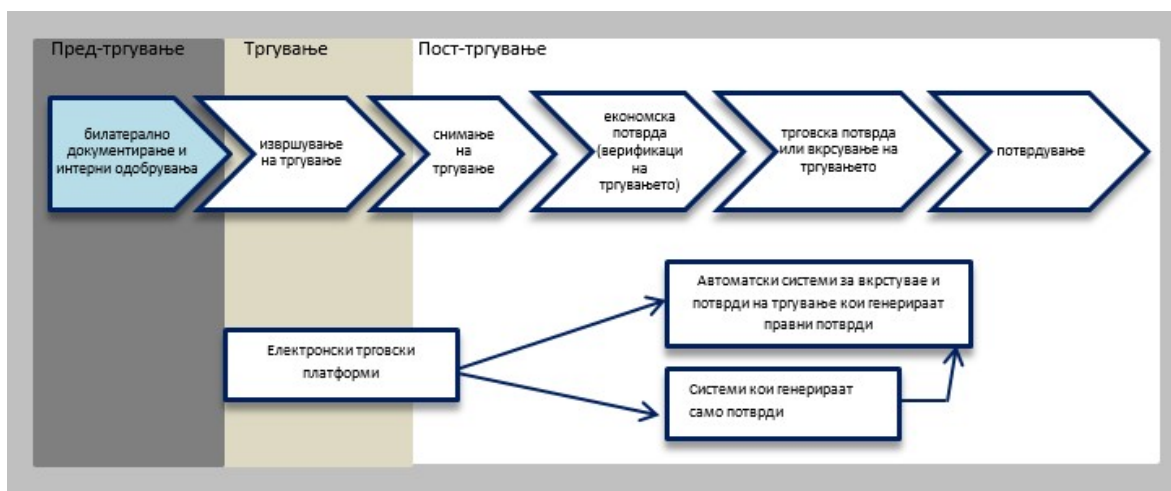 Пред-тргување
Тргување
Пост-тргување
билатерално
документирање и
интерни одобрувања
извршување
на тргување
снимање
на
тргување
економска
потврда
(верификаци
и на
тргувањето)
трговска потврда
или вкрсување на
тргувањето
потврдување
Автоматски системи за вкрстувае и
потврди на тргување кои генерираат
правни потврди
Електронски трговски
платформи
Системи кои генерираат
само потврди